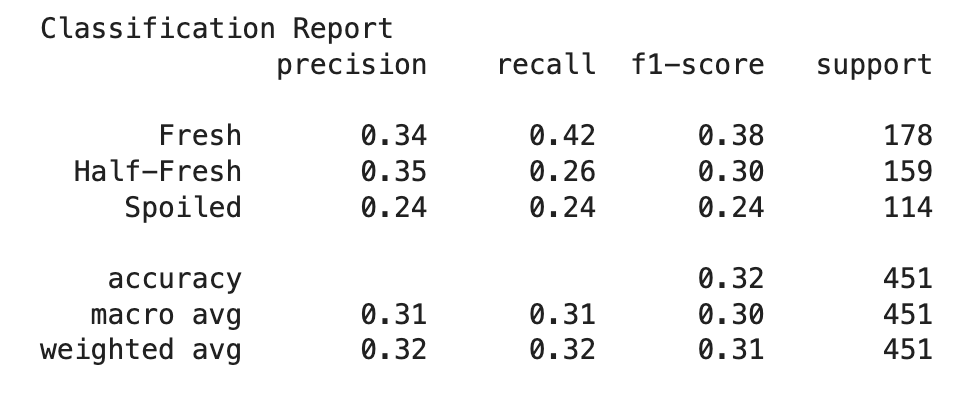 Classification Report
precision recall f1-score support
Fresh 0.34 0.42 0.38 178
Half-Fresh 0.35 0.26 0.30 159
Spoiled 0.24 0.24 0.24 114
accuracy 0.32 451
macro avg 0.31 0.31 0.30 451
weighted avg 0.32 0.32 0.31 451